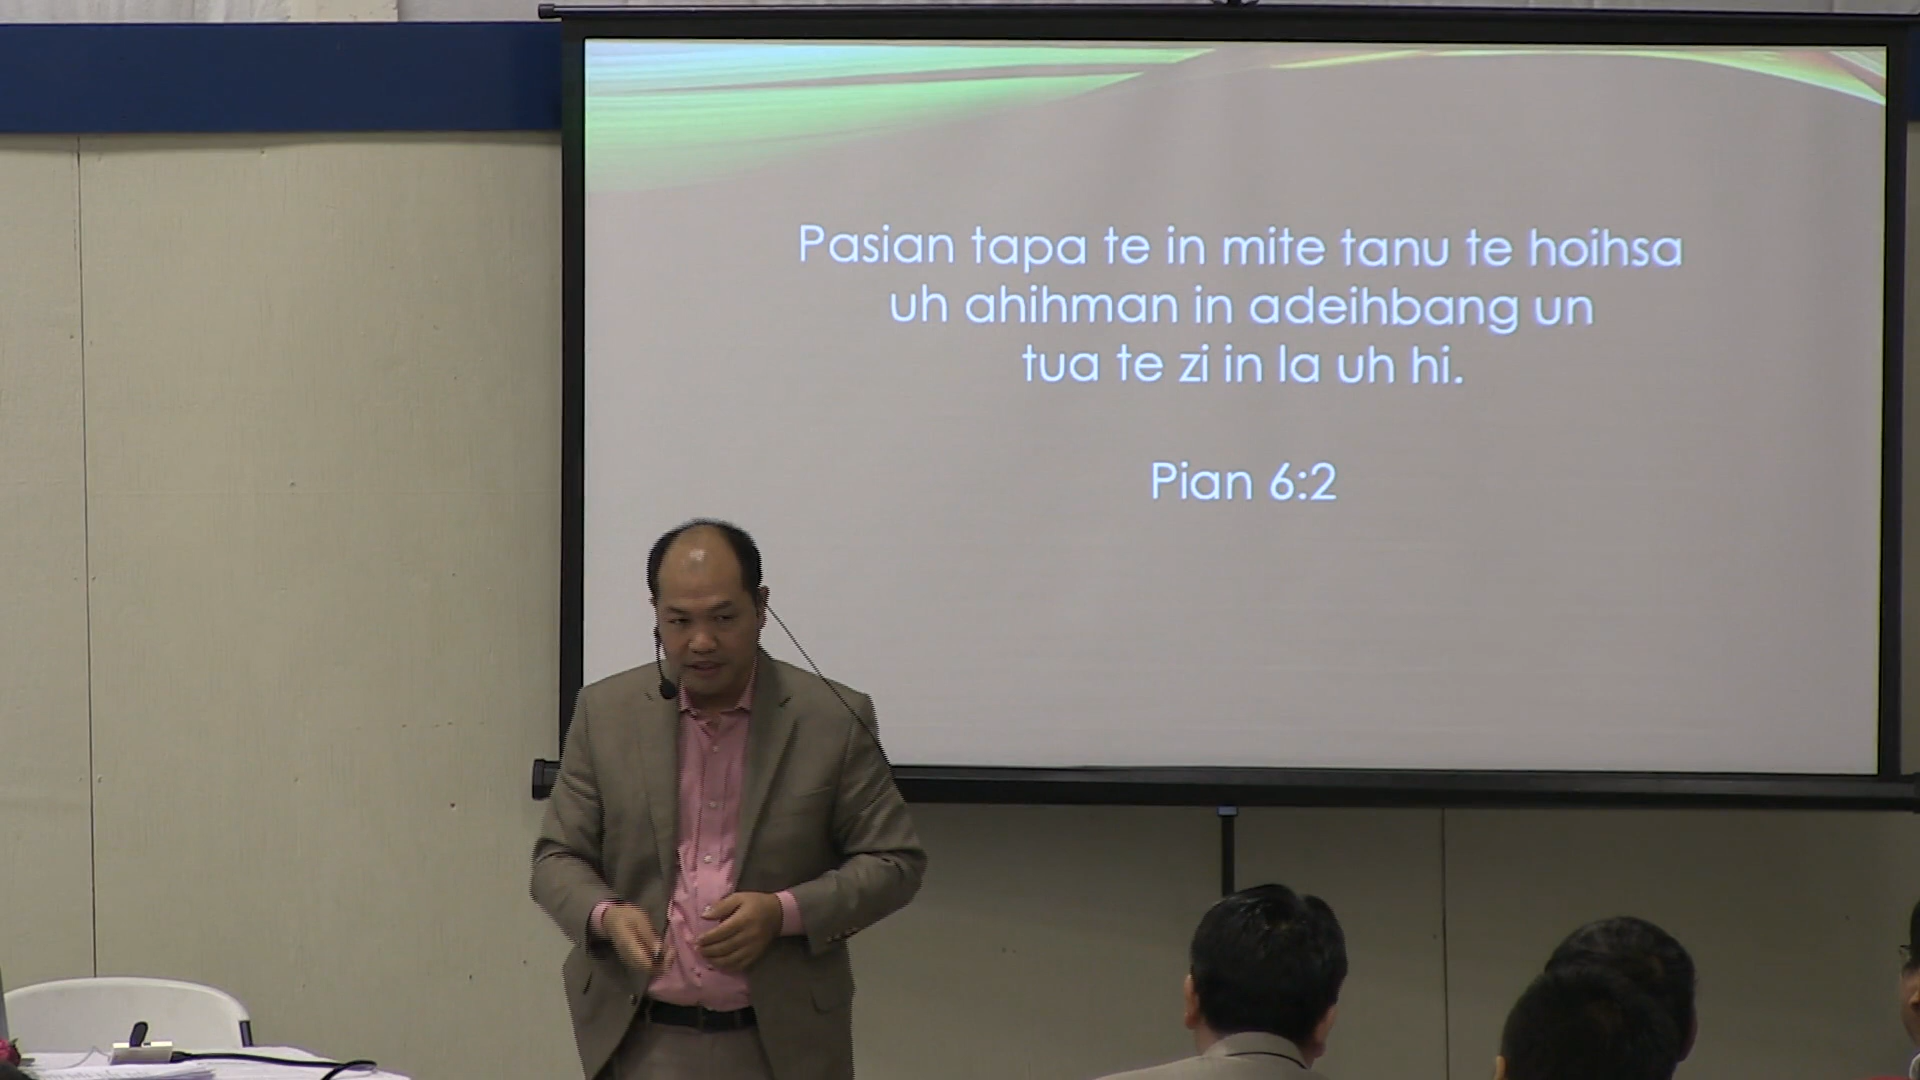 Pasian tapa te in mite tanu te hoihsa
uh ahihman in adeihbang un
tua te zi in la uh hi.
Pian 6:2